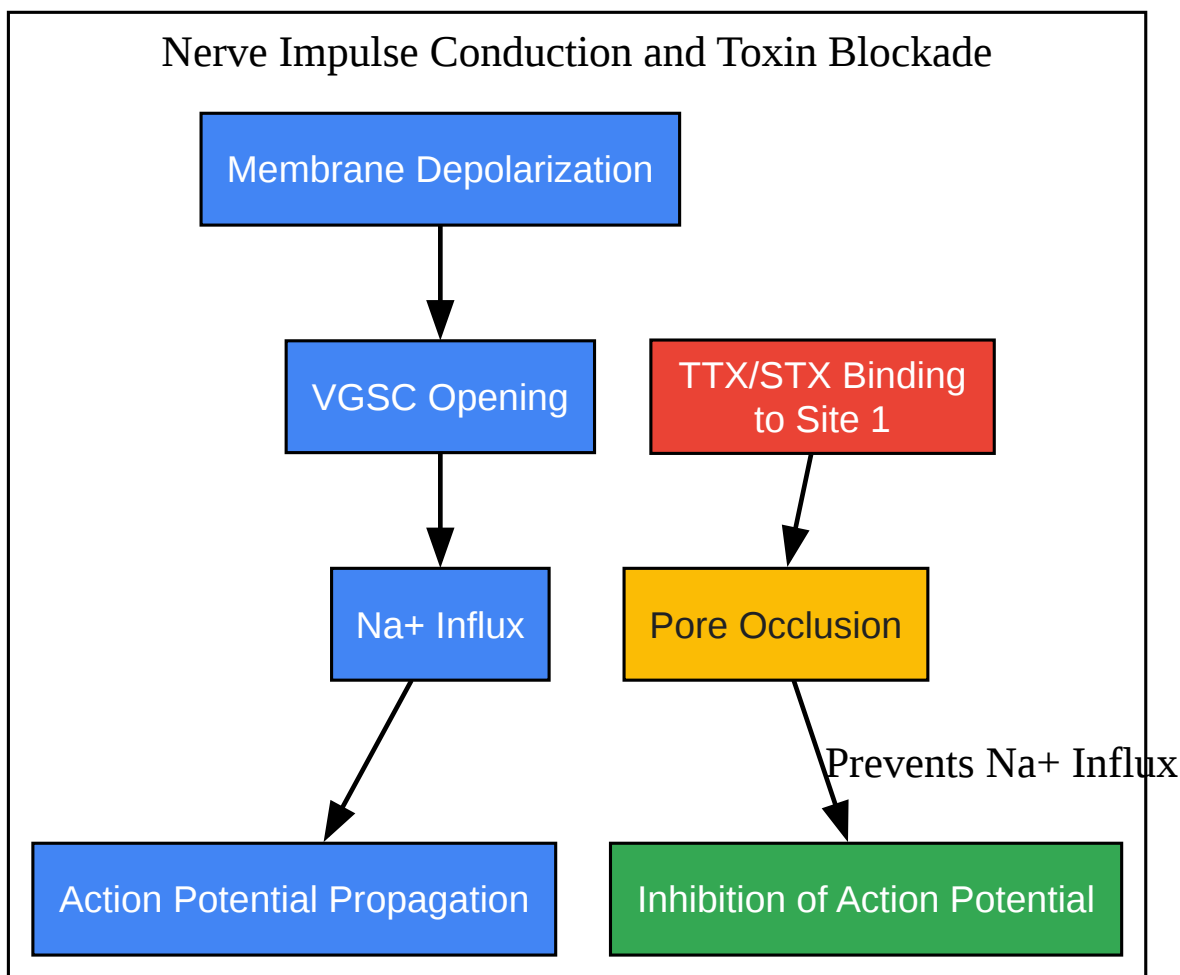 Nerve Impulse Conduction and Toxin Blockade
Membrane Depolarization
VGSC Opening
TTX/STX Binding
to Site 1
Na+ Influx
Pore Occlusion
Prevents Na+ Influx
Action Potential Propagation
Inhibition of Action Potential